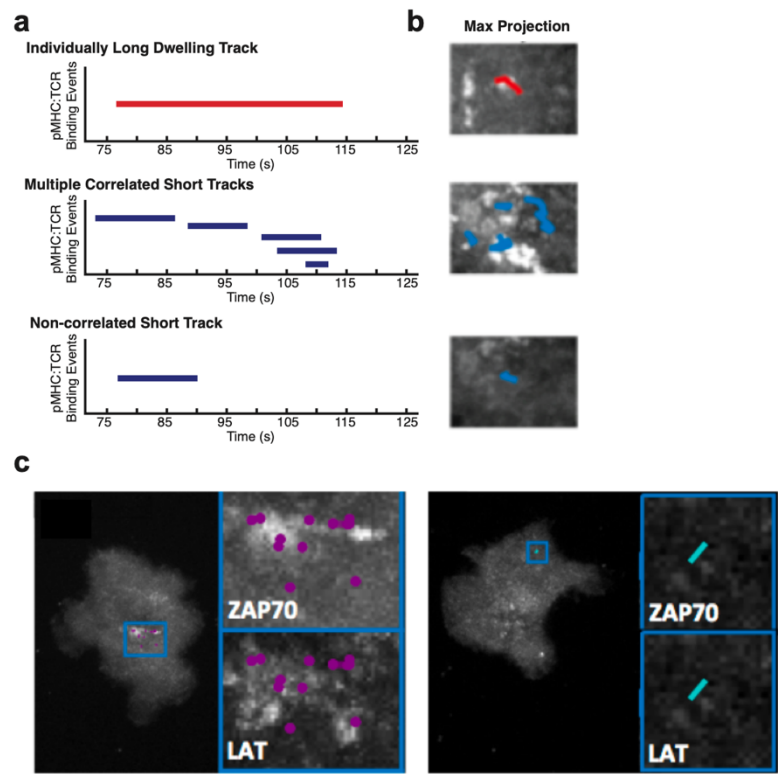 a
Individually Long Dwelling Track
pMHC:TCR
Binding Events
75 85 95 105 115 125
Time (s)
Multiple Correlated Short Tracks
pMHC:TCR
Binding Events
75 85 95 105 115 125
Time (s)
Non-correlated Short Track
pMHC:TCR
Binding Events
75 85 95 105 115 125
Time (s)
b
Max Projection
c
ZAP70
LAT
ZAP70
LAT